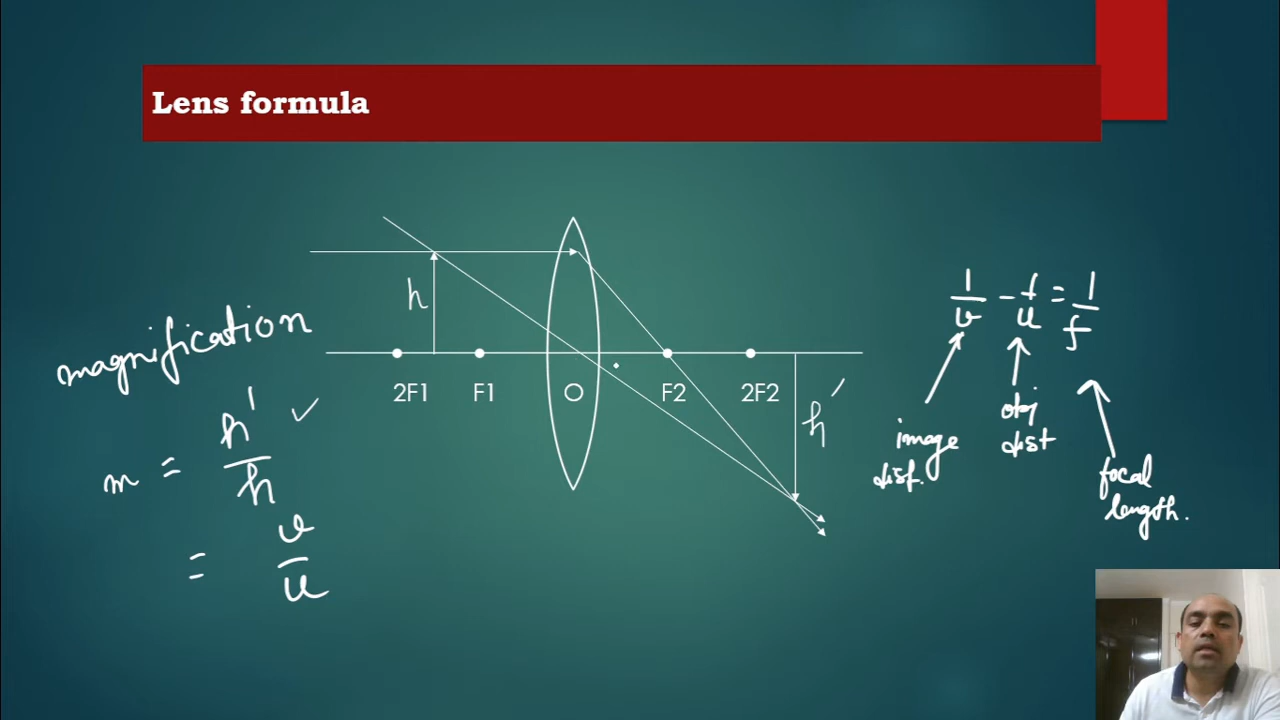 Lens formula
h
magnification
m = h'/h ✓
= v/u
2F1 F1 O F2 2F2
h'
1/v - 1/u = 1/f
image dist.
obj dist
focal length.